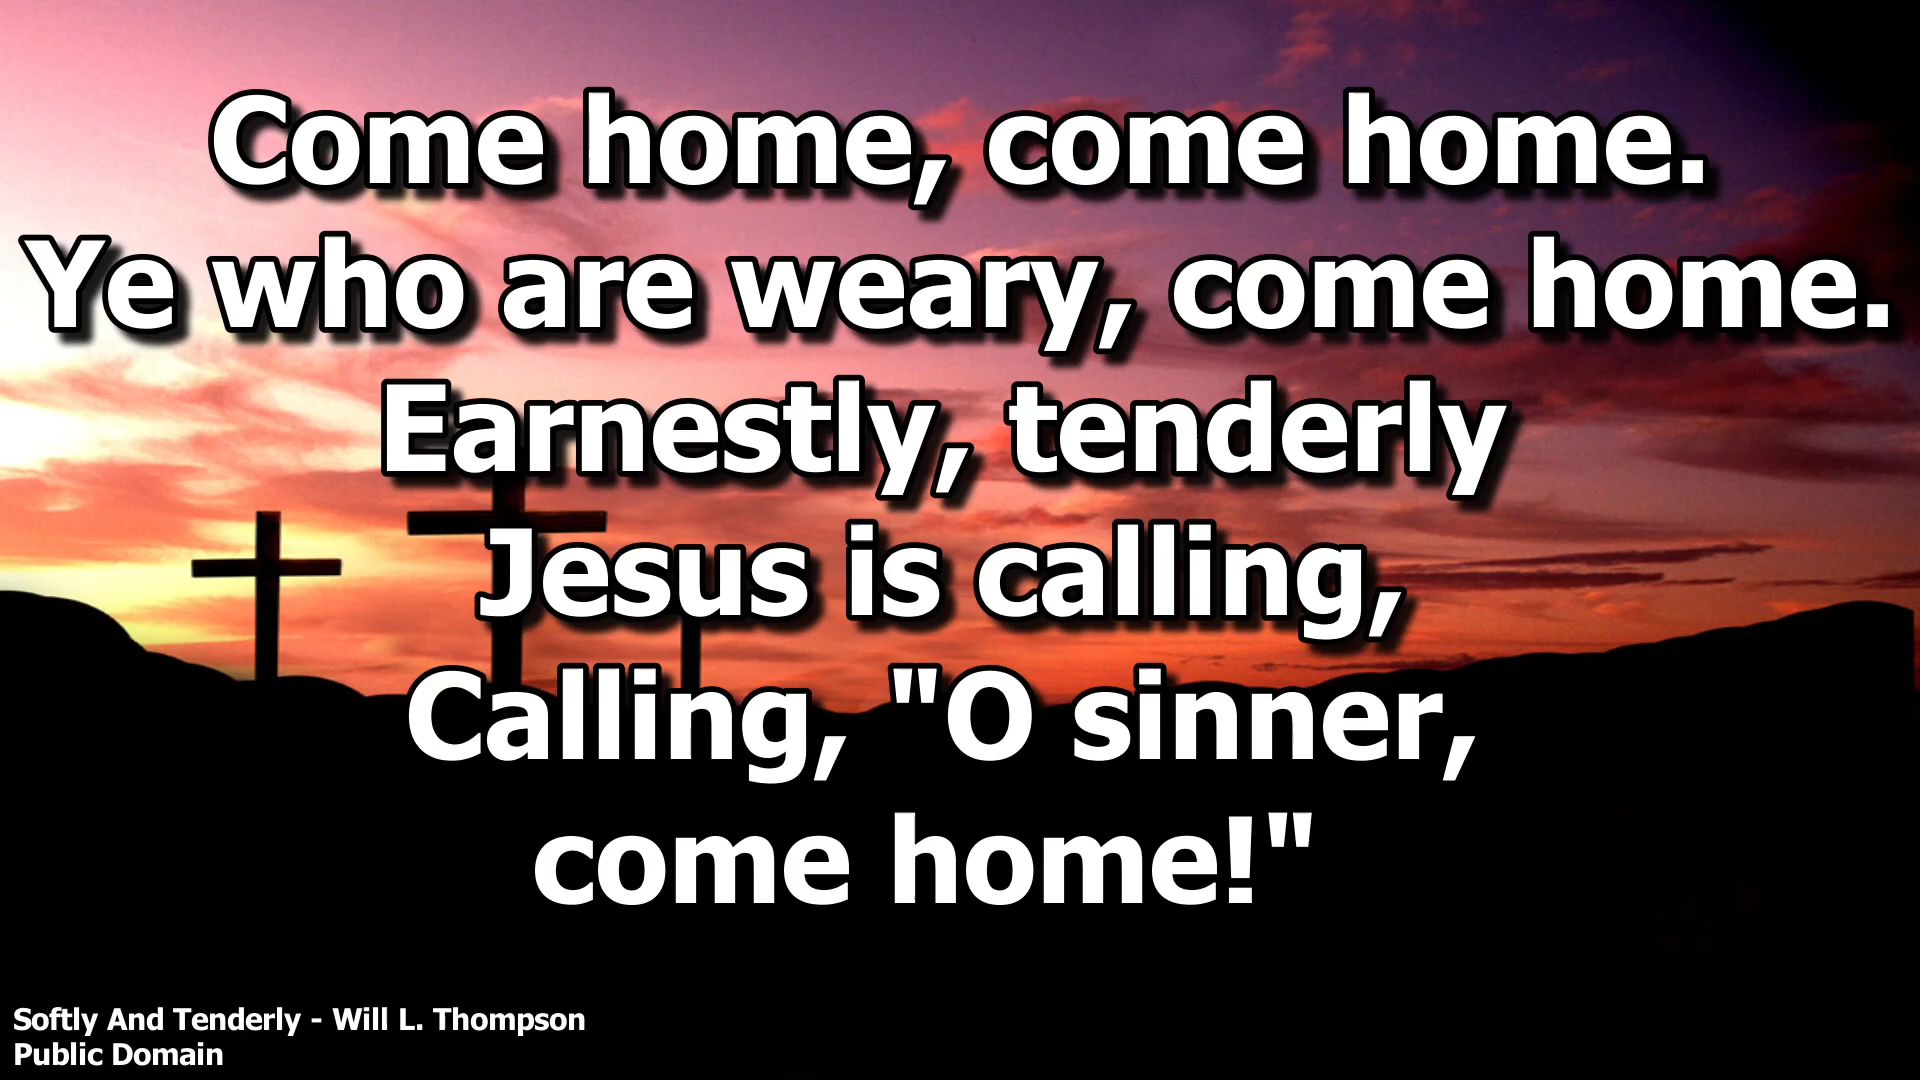 Come home, come home.
Ye who are weary, come home.
Earnestly, tenderly
Jesus is calling,
Calling, "O sinner,
come home!"
Softly And Tenderly - Will L. Thompson
Public Domain